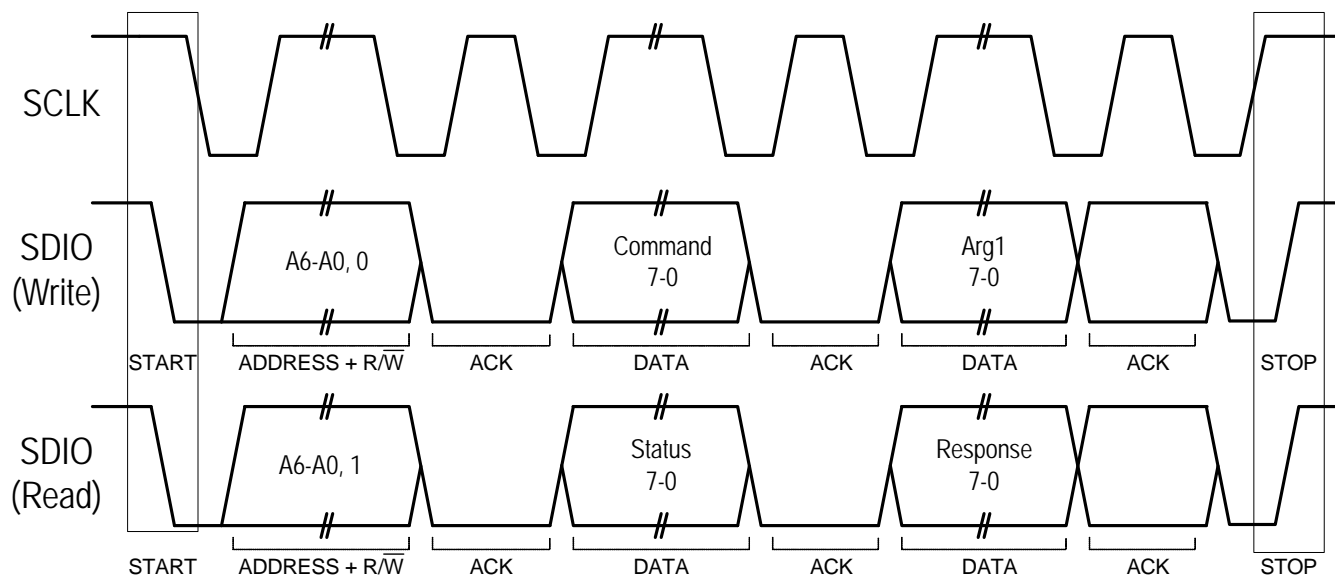 SCLK
SDIO
(Write)
A6-A0, 0
Command
7-0
Arg1
7-0
START ADDRESS + R/W̅ ACK DATA ACK DATA ACK STOP
SDIO
(Read)
A6-A0, 1
Status
7-0
Response
7-0
START ADDRESS + R/W̅ ACK DATA ACK DATA ACK STOP